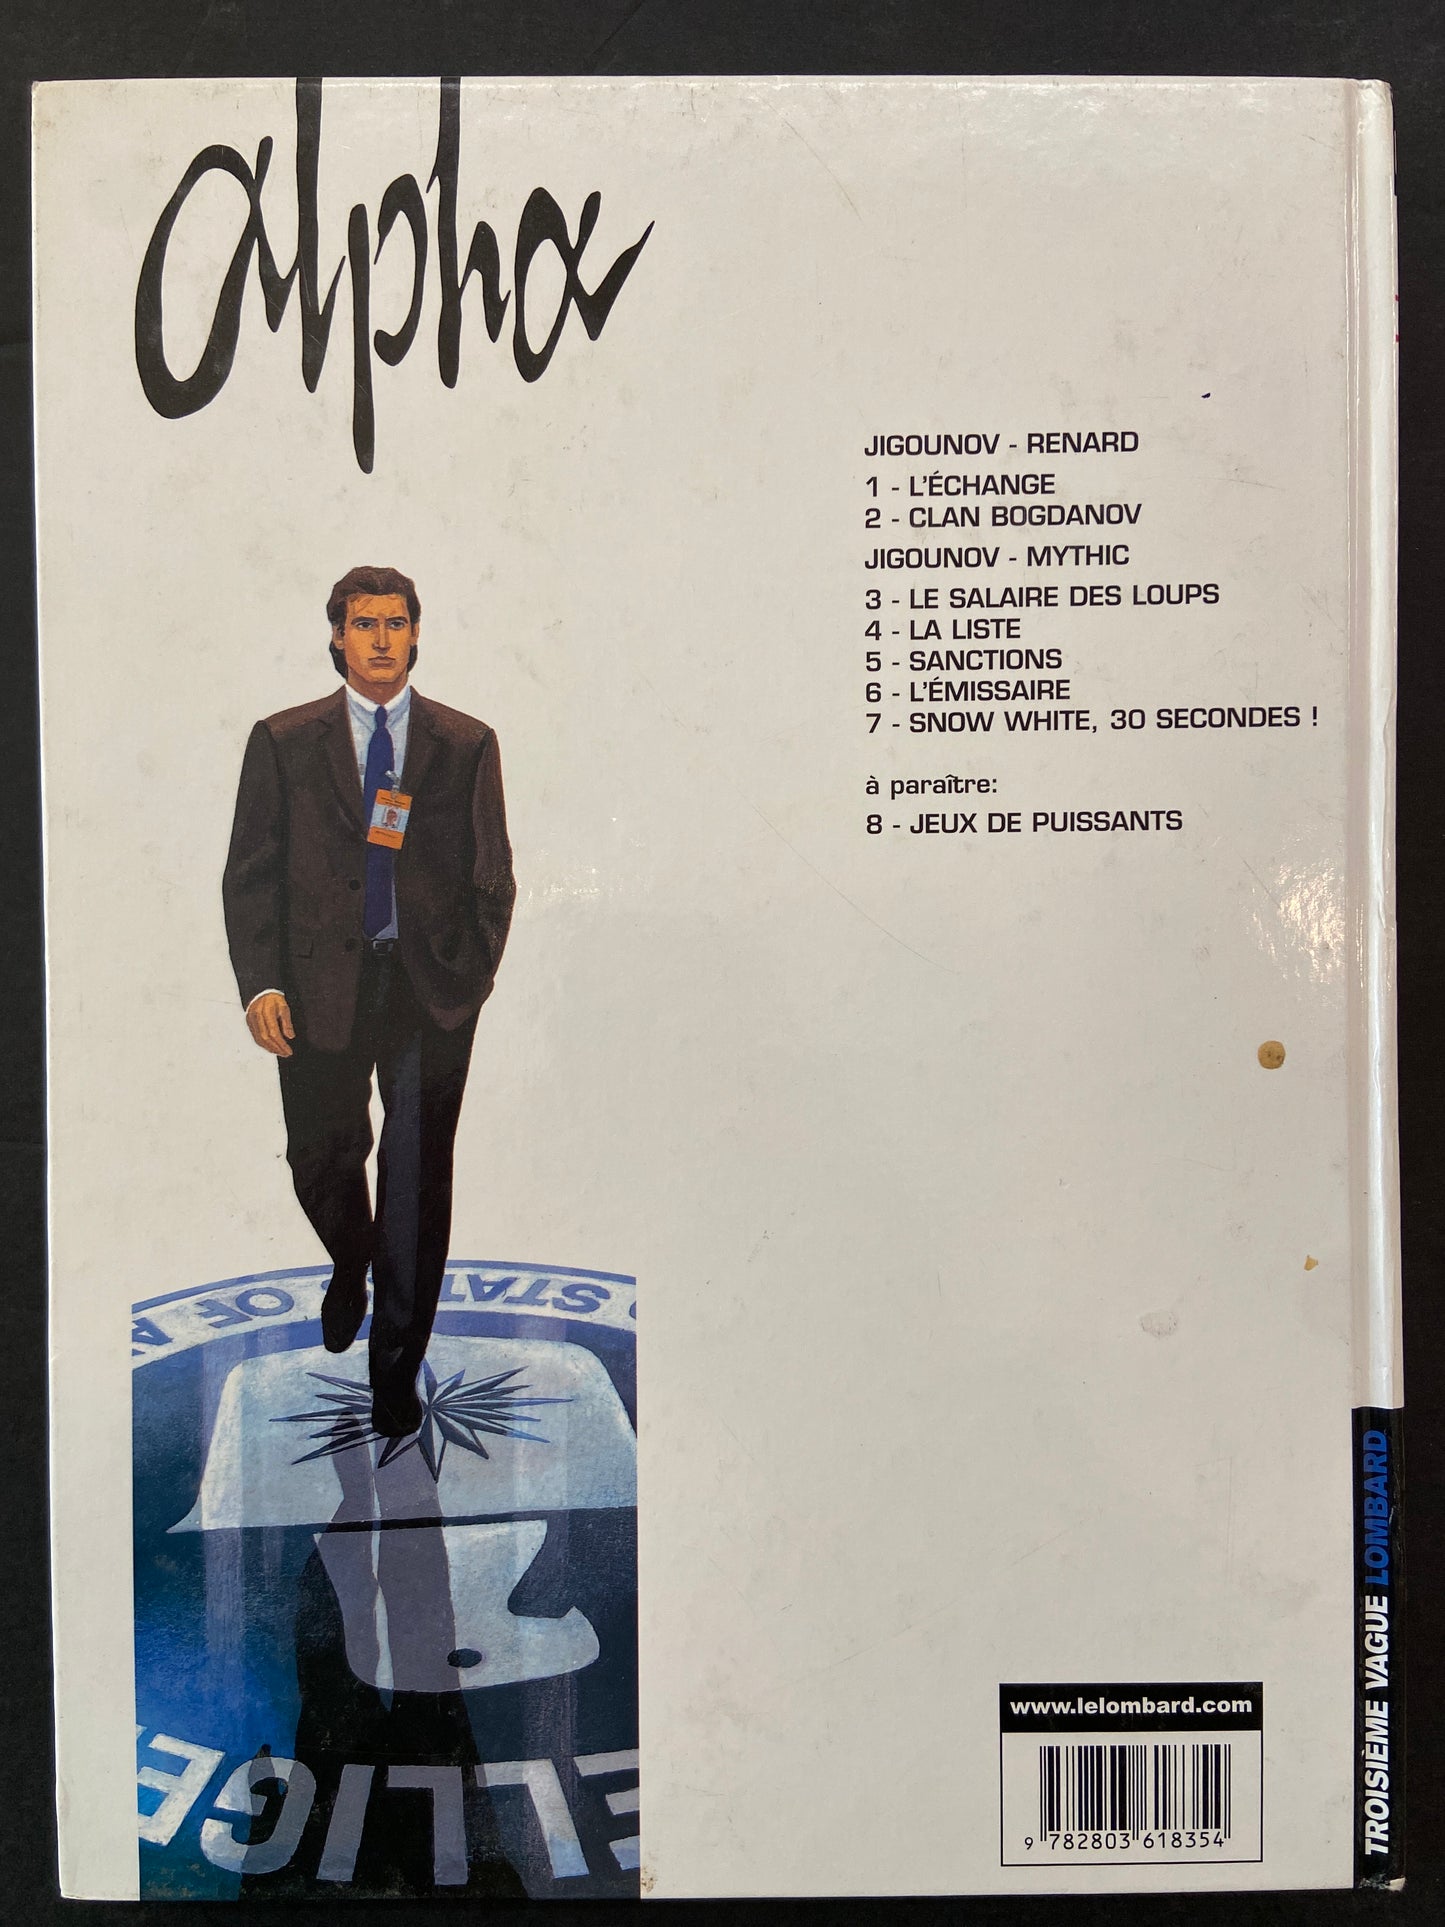 alpha
JIGOUNOV - RENARD
1 - L'ÉCHANGE
2 - CLAN BOGDANOV
JIGOUNOV - MYTHIC
3 - LE SALAIRE DES LOUPS
4 - LA LISTE
5 - SANCTIONS
6 - L'ÉMISSAIRE
7 - SNOW WHITE, 30 SECONDES !
à paraître:
8 - JEUX DE PUISSANTS
OF
ELLIGE
www.lelombard.com
9 782803 618354
TROISIÈME VAGUE LOMBARD